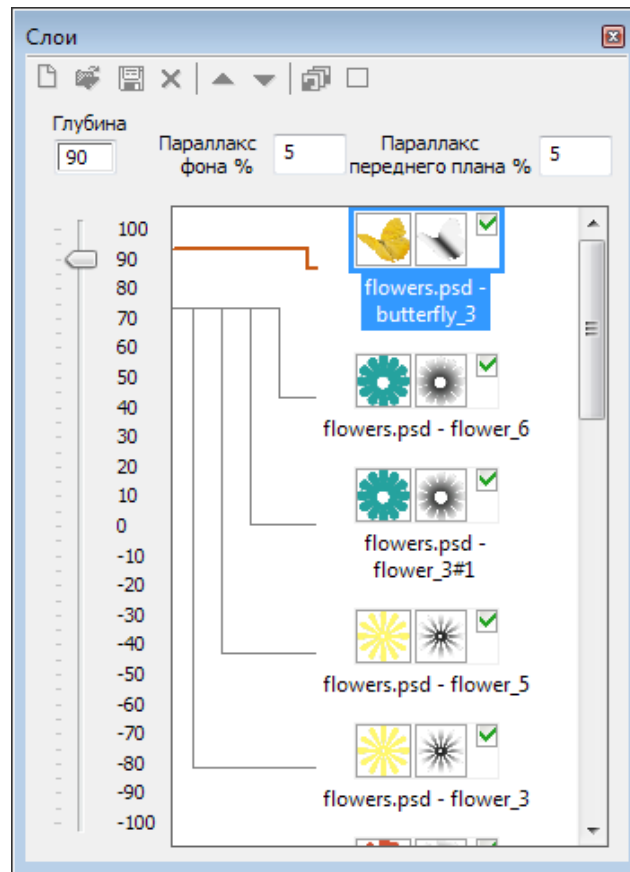 Слои
Глубина
90
Параллакс
фона %
5
Параллакс
переднего плана %
5
100
90
80
70
60
50
40
30
20
10
0
-10
-20
-30
-40
-50
-60
-70
-80
-90
-100
flowers.psd -
butterfly_3
flowers.psd - flower_6
flowers.psd -
flower_3#1
flowers.psd - flower_5
flowers.psd - flower_3